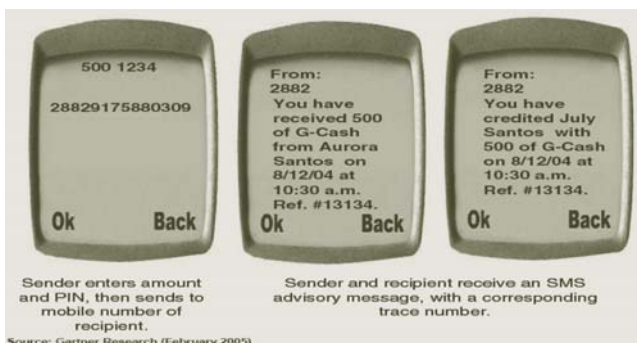 500 1234
28829175880309
Ok Back
From:
2882
You have
received 500
of G-Cash
from Aurora
Santos on
8/12/04 at
10:30 a.m.
Ref. #13134.
Ok Back
From:
2882
You have
credited July
Santos with
500 of G-Cash
on 8/12/04 at
10:30 a.m.
Ref. #13134.
Ok Back
Sender enters amount
and PIN, then sends to
mobile number of
recipient.
Sender and recipient receive an SMS
advisory message, with a corresponding
trace number.
Source: Gartner Research (February 2005)